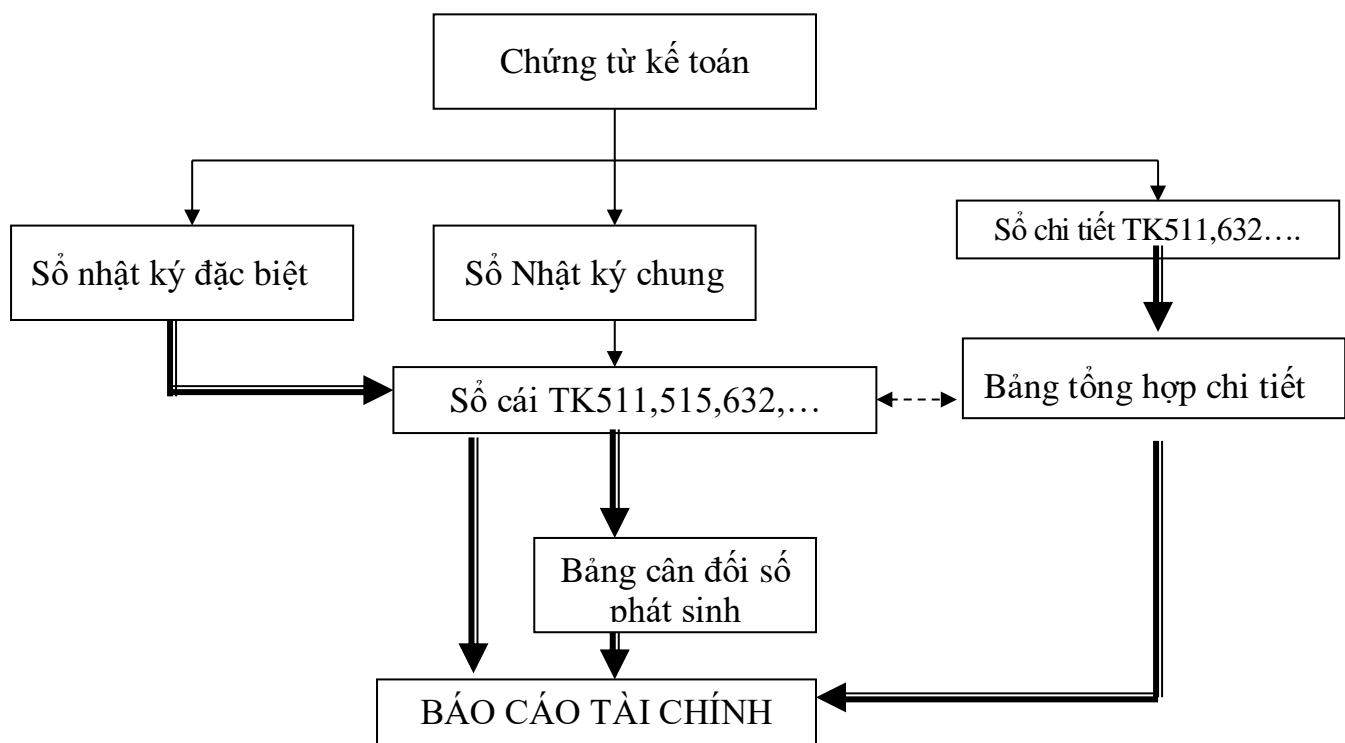 Chứng từ kế toán
Sổ nhật ký đặc biệt
Sổ Nhật ký chung
Sổ chi tiết TK511,632….
Sổ cái TK511,515,632,…
Bảng tổng hợp chi tiết
Bảng cân đối số
phát sinh
BÁO CÁO TÀI CHÍNH